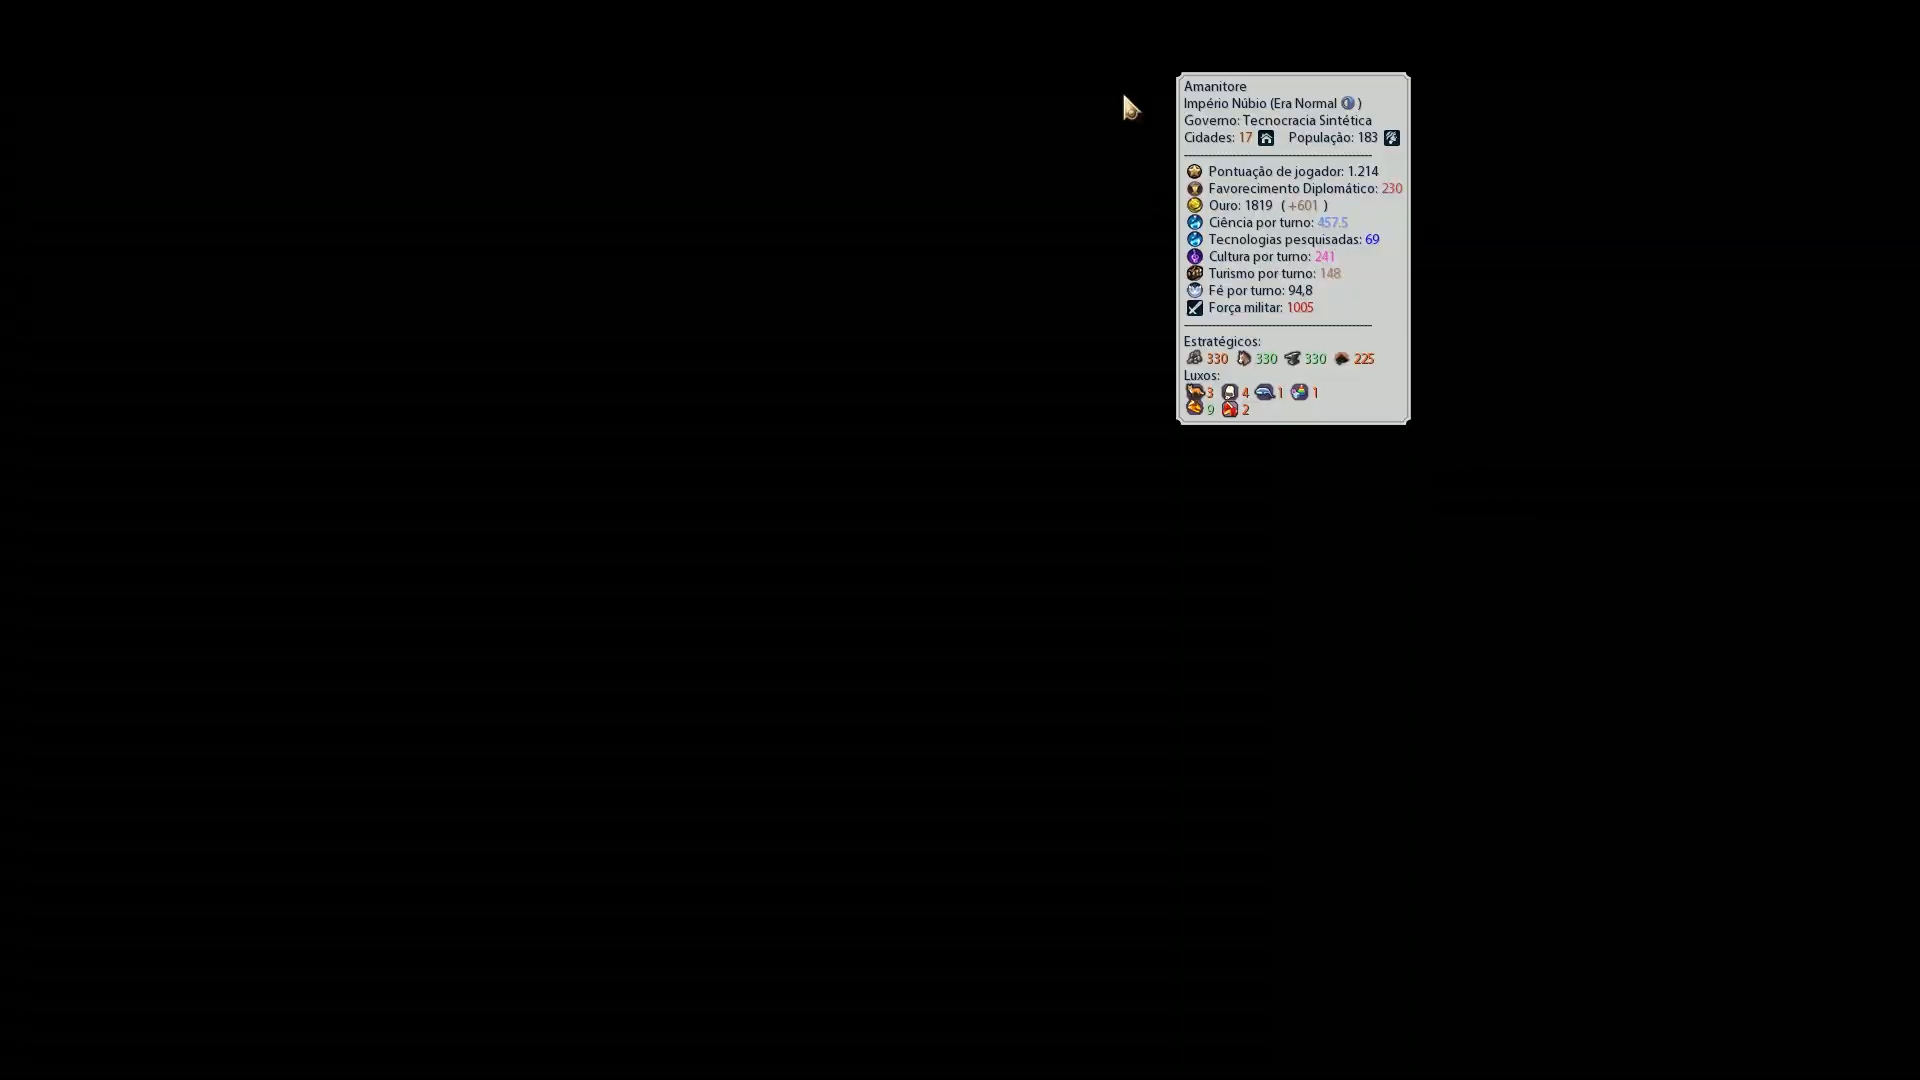 Amanitore
Império Núbio (Era Normal )
Governo: Tecnocracia Sintética
Cidades: 17 População: 183
Pontuação de jogador: 1.214
Favorecimento Diplomático: 230
Ouro: 1819 ( +601 )
Ciência por turno: 457.5
Tecnologias pesquisadas: 69
Cultura por turno: 241
Turismo por turno: 148
Fé por turno: 94,8
Força militar: 1005
Estratégicos:
330 330 330 225
Luxos:
3 4 1 1
9 2